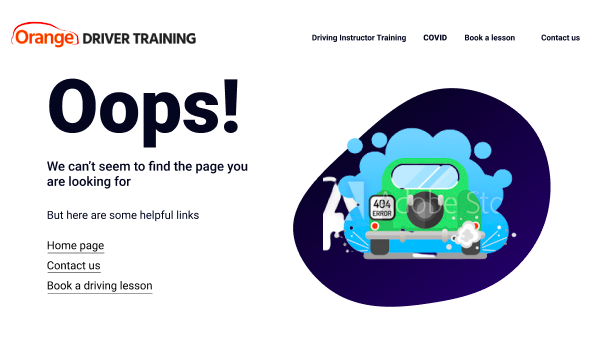 Orange DRIVER TRAINING
Driving Instructor Training COVID Book a lesson Contact us
Oops!
We can’t seem to find the page you
are looking for
But here are some helpful links
Home page
Contact us
Book a driving lesson
404
ERROR
Adobe Sto